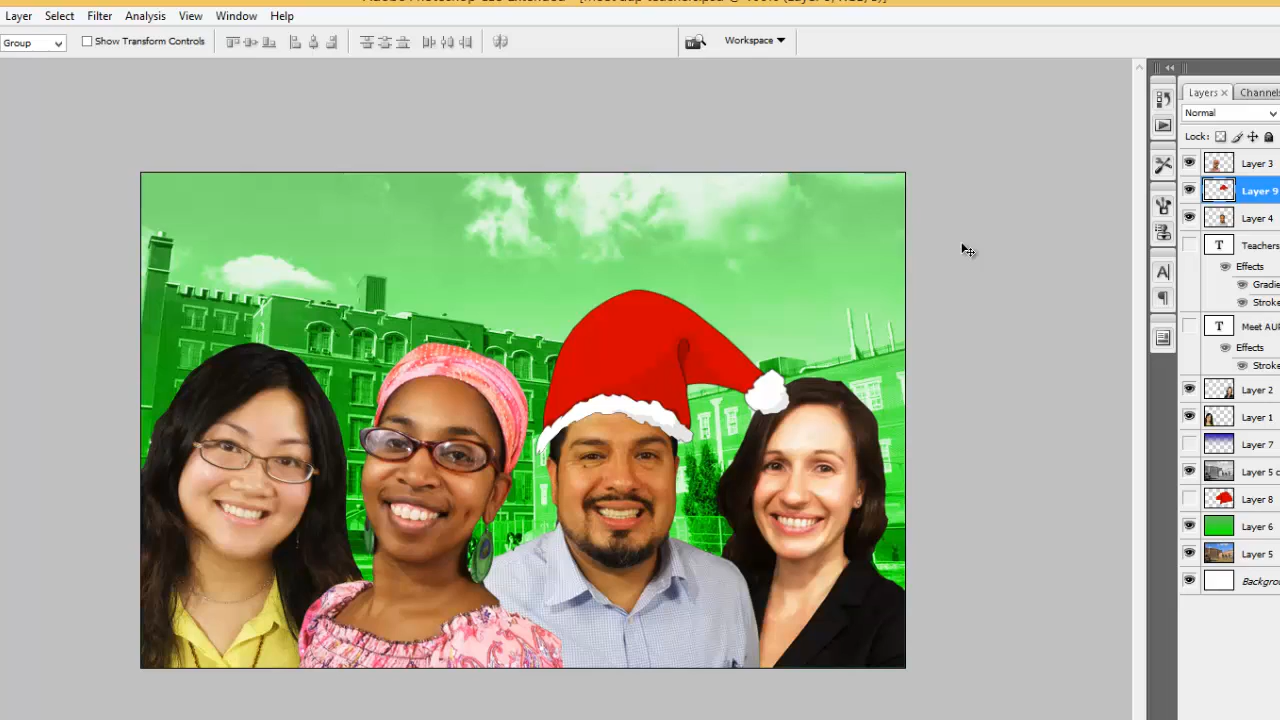 Layer Select Filter Analysis View Window Help
Group Show Transform Controls Workspace
Layers Channels
Normal
Lock:
Layer 3
Layer 9
Layer 4
T Teachers
Effects
Gradie
Stroke
T Meet AUP
Effects
Stroke
Layer 2
Layer 1
Layer 7
Layer 5 c
Layer 8
Layer 6
Layer 5
Backgrou